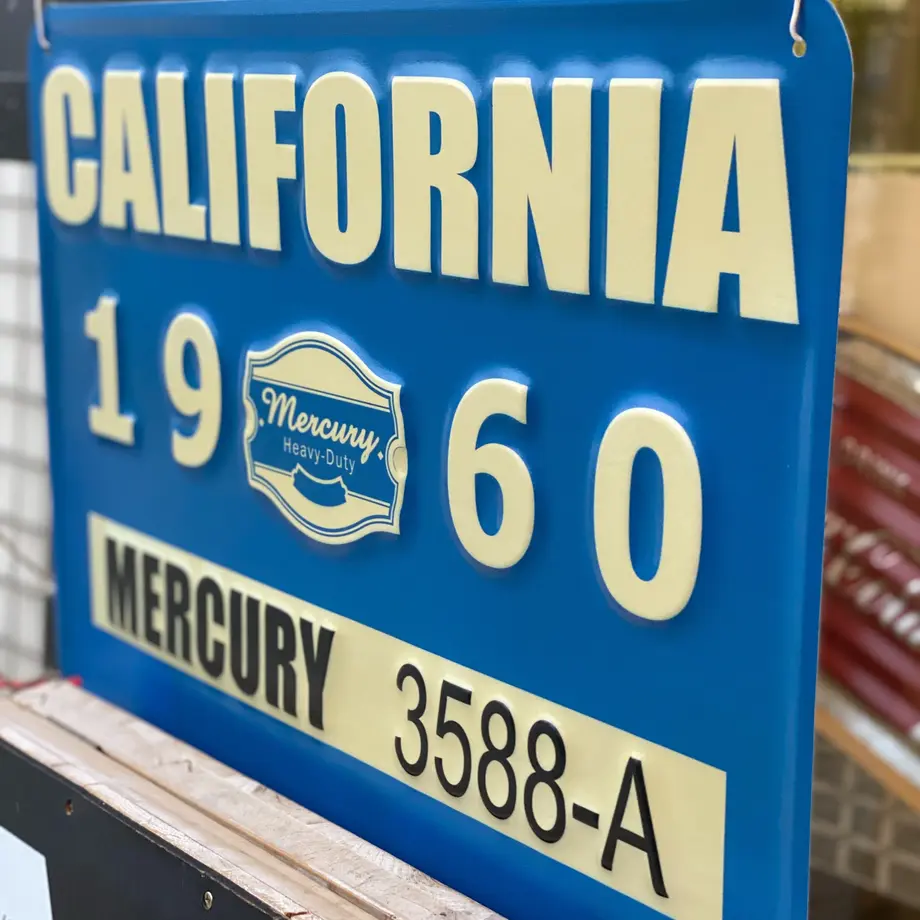 CALIFORNIA
19 60
Mercury
Heavy-Duty
MERCURY 3588-A